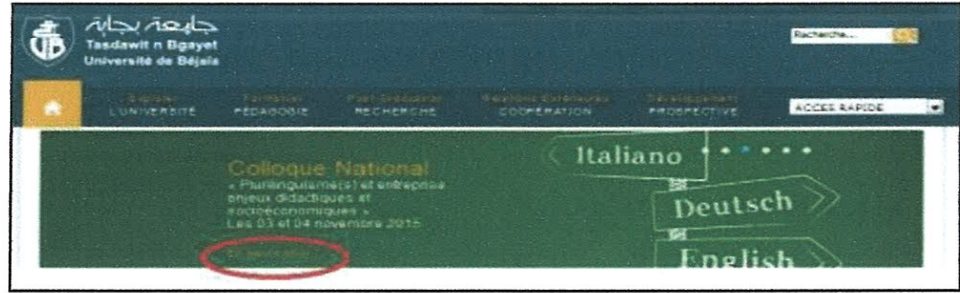 جامعة بجاية
Tasdawit n Bgayet
Université de Béjaïa
Recherche...
Explorer
L'UNIVERSITÉ
Formation
PÉDAGOGIE
Post-Graduation
RECHERCHE
Relations Extérieures
COOPÉRATION
Développement
PROSPECTIVE
ACCES RAPIDE
Colloque National
« Plurilinguisme(s) et entreprise
enjeux didactiques et
socioéconomiques »
Les 03 et 04 novembre 2015
Italiano
Deutsch
English